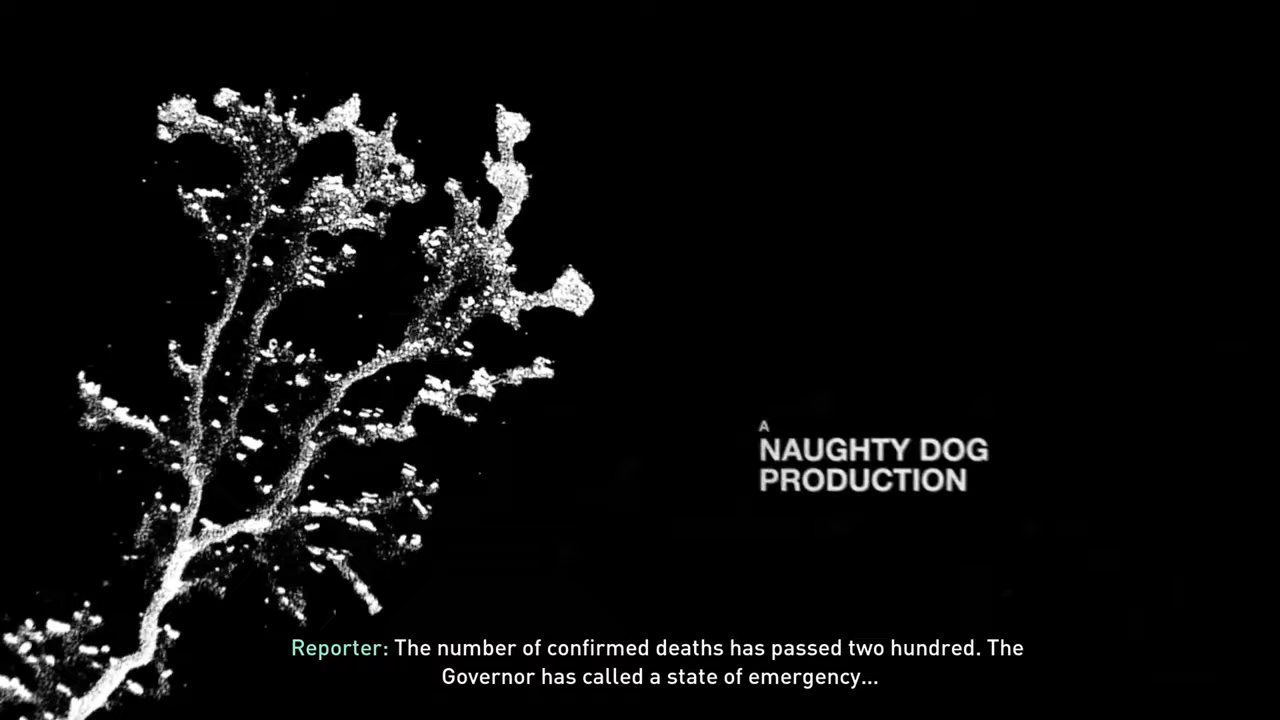 A
NAUGHTY DOG
PRODUCTION
Reporter: The number of confirmed deaths has passed two hundred. The
Governor has called a state of emergency...